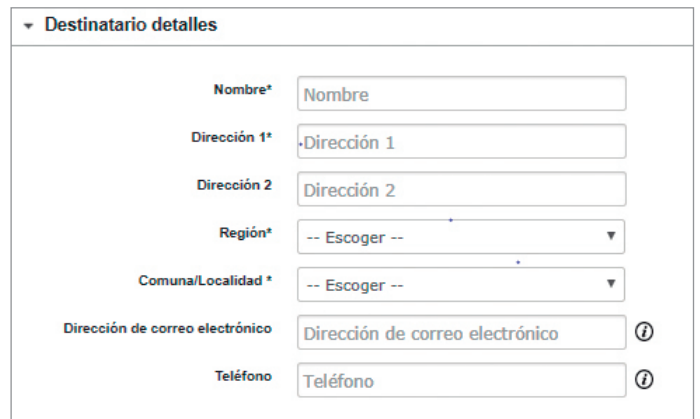 Destinatario detalles
Nombre* Nombre
Dirección 1* Dirección 1
Dirección 2 Dirección 2
Región* -- Escoger --
Comuna/Localidad * -- Escoger --
Dirección de correo electrónico Dirección de correo electrónico
Teléfono Teléfono